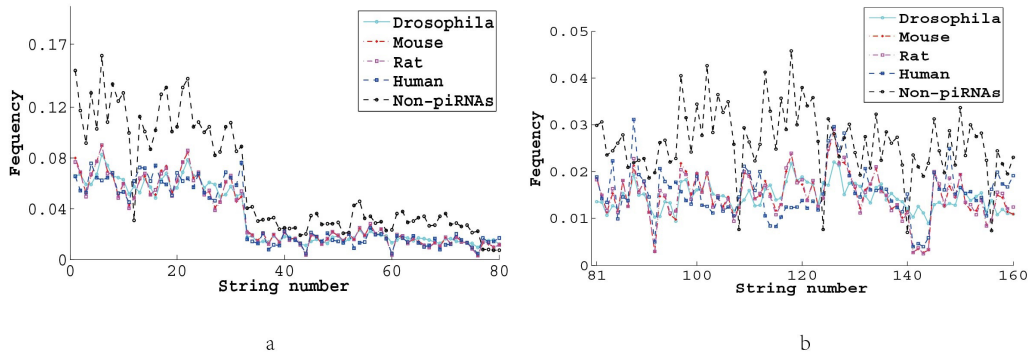 Drosophila
Mouse
Rat
Human
Non-piRNAs
0.17
0.12
0.08
0.04
0
Fequency
0 20 40 60 80
String number
a
Drosophila
Mouse
Rat
Human
Non-piRNAs
0.05
0.04
0.03
0.02
0.01
0
Frequency
81 100 120 140 160
String number
b